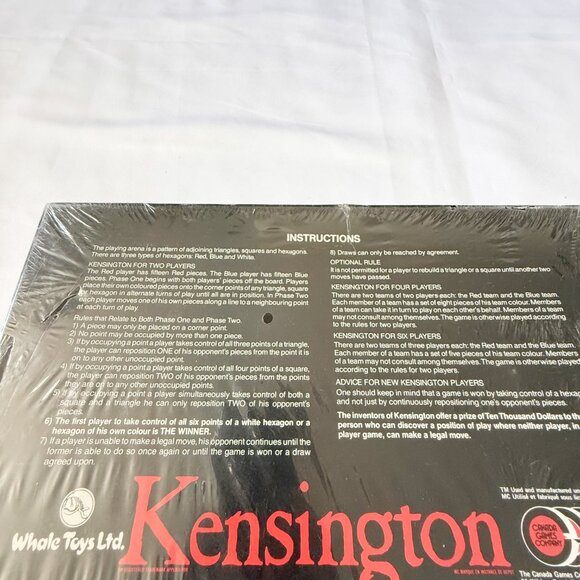 INSTRUCTIONS
The playing arena is a pattern of adjoining triangles, squares and hexagons.
There are three types of hexagons: Red, Blue and White.
KENSINGTON FOR TWO PLAYERS
The Red player has fifteen Red pieces. The Blue player has fifteen Blue
pieces. Phase One begins with both players' pieces off the board. Players
place their own coloured pieces onto the corner points of any triangle, square
or hexagon in alternate turns of play until all are in position. In Phase Two
each player moves one of his own pieces along a line to a neighbouring point
at each turn of play.
Rules that Relate to Both Phase One and Phase Two.
1) A piece may only be placed on a corner point.
2) No point may be occupied by more than one piece.
3) If by occupying a point a player takes control of all three points of a triangle,
the player can reposition ONE of his opponent's pieces from the point it is
on to any other unoccupied point.
4) If by occupying a point a player takes control of all four points of a square,
the player can reposition TWO of his opponent's pieces from the points
they are on to any other unoccupied points.
5) If by occupying a point a player simultaneously takes control of both a
square and a triangle he can only reposition TWO of his opponent's
pieces.
6) The first player to take control of all six points of a white hexagon or a
hexagon of his own colour is THE WINNER.
7) If a player is unable to make a legal move, his opponent continues until the
former is able to do so once again or until the game is won or a draw
agreed upon.
8) Draws can only be reached by agreement.
OPTIONAL RULE
It is not permitted for a player to rebuild a triangle or a square until another two
moves have passed.
KENSINGTON FOR FOUR PLAYERS
There are two teams of two players each: the Red team and the Blue team.
Each member of a team has a set of eight pieces of his team colour. Members
of a team can take it in turn to play on each other's behalf. Members of a team
may not consult among themselves. The game is otherwise played according
to the rules for two players.
KENSINGTON FOR SIX PLAYERS
There are two teams of three players each: the Red team and the Blue team.
Each member of a team has a set of five pieces of his team colour. Members
of a team may not consult among themselves. The game is otherwise played
according to the rules for two players.
ADVICE FOR NEW KENSINGTON PLAYERS
One should keep in mind that a game is won by taking control of a hexagon
and not just by continuously repositioning one's opponent's pieces.
The inventors of Kensington offer a prize of Ten Thousand Dollars to the
person who can discover a position of play where neither player, in
player game, can make a legal move.
Whale Toys Ltd.
Kensington
AN REGISTERED TRADEMARK APPLIED FOR
MC MARQUE EN INSTANCE DE DEPOT
TM Used and manufactured
MC Utilisé et fabriqué sous
CANADA
GAMES
COMPANY
The Canada Games